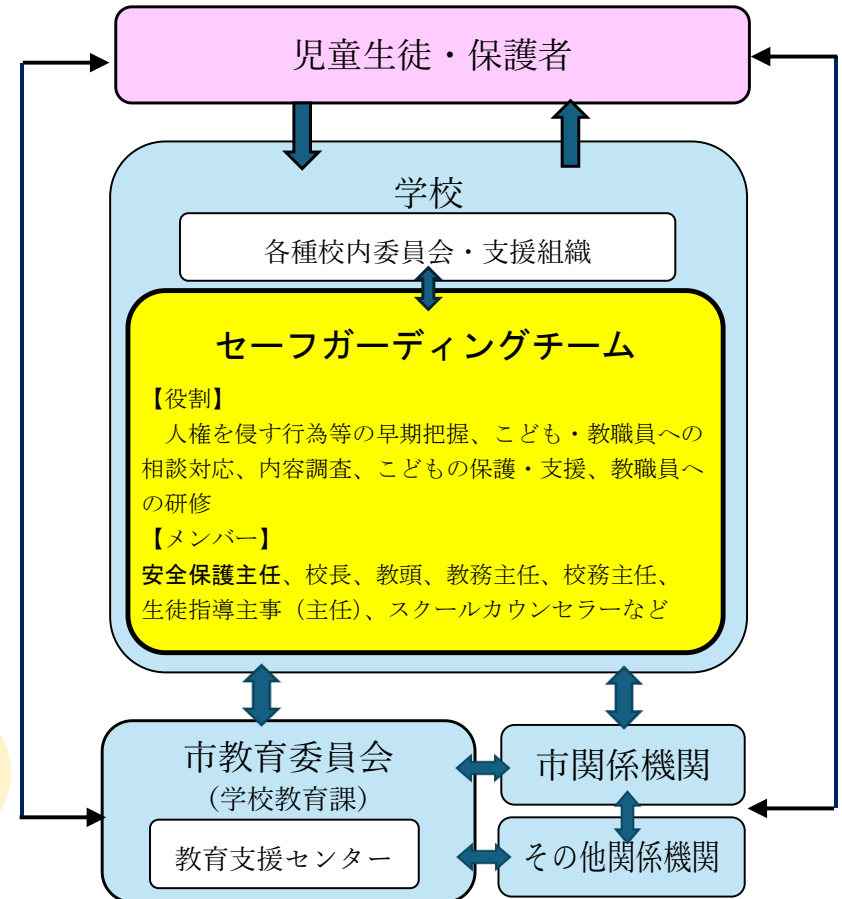 児童生徒・保護者
学校
各種校内委員会・支援組織
セーフガーディングチーム
【役割】
人権を侵す行為等の早期把握、こども・教職員への
相談対応、内容調査、こどもの保護・支援、教職員へ
の研修
【メンバー】
安全保護主任、校長、教頭、教務主任、校務主任、
生徒指導主事（主任）、スクールカウンセラーなど
市教育委員会
（学校教育課）
教育支援センター
市関係機関
その他関係機関